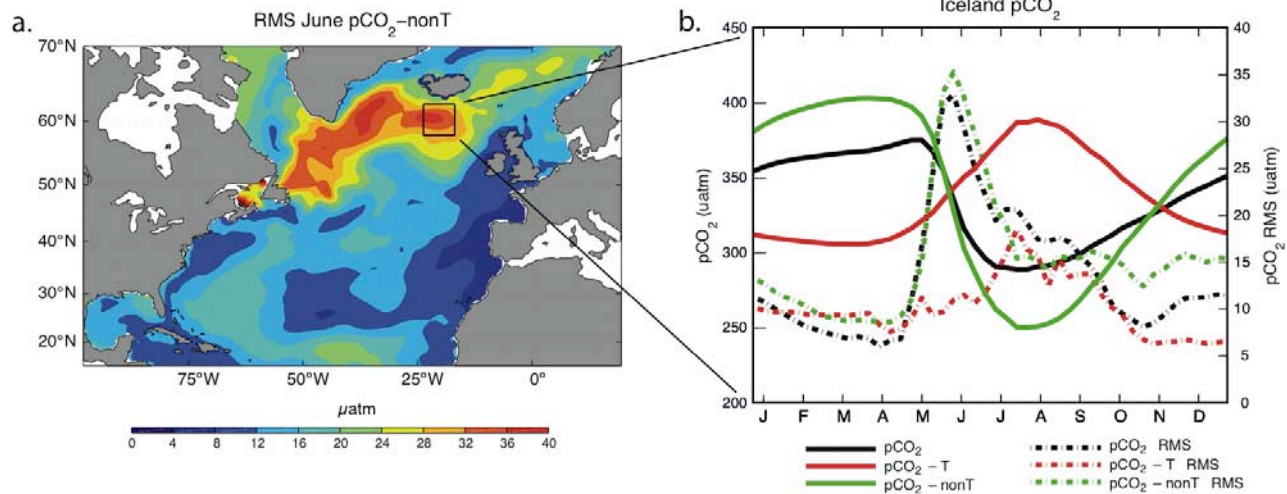 a.
RMS June pCO₂–nonT
70°N
60°N
50°N
40°N
30°N
20°N
75°W
50°W
25°W
0°
µatm
0 4 8 12 16 20 24 28 32 36 40
b.
Iceland pCO₂
450
400
350
300
250
200
pCO₂ (uatm)
40
35
30
25
20
15
10
5
0
pCO₂ RMS (uatm)
J F M A M J J A S O N D
pCO₂
pCO₂ – T
pCO₂ – nonT
pCO₂ RMS
pCO₂ – T RMS
pCO₂ – nonT RMS